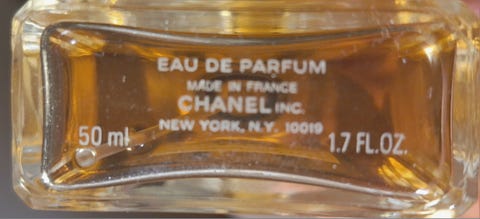 EAU DE PARFUM
MADE IN FRANCE
CHANEL INC.
NEW YORK, N.Y. 10019
50 ml
1.7 FL.OZ.